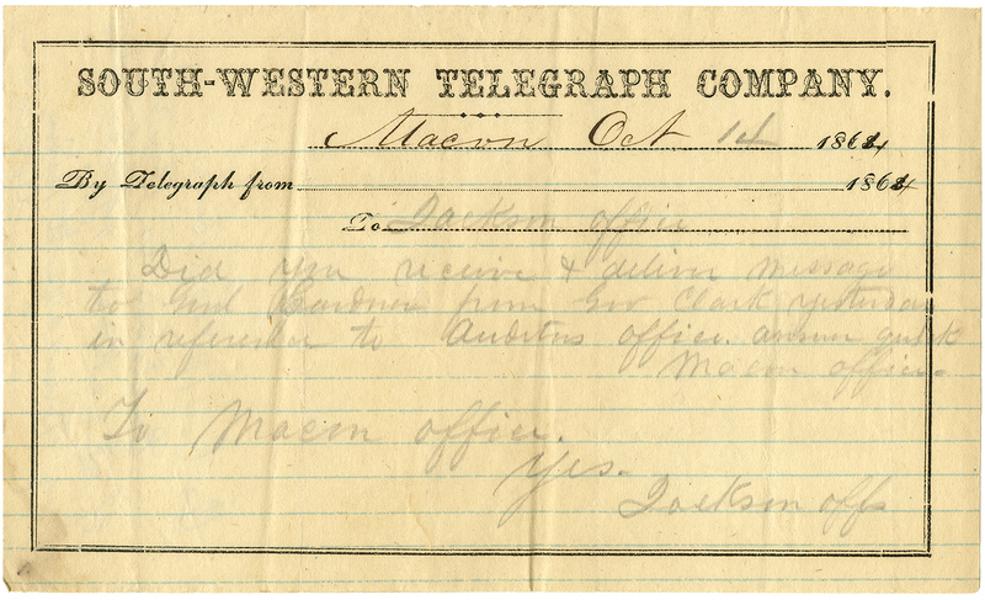 SOUTH-WESTERN TELEGRAPH COMPANY.
Macon Oct 14 1864
By Telegraph from 1864
To Jackson office
Did you receive & deliver message
to Genl Gardner from Gov Clark yesterday
in reference to Auditors office. answer quick
Macon office.
To Macon office.
Yes.
Jackson offs